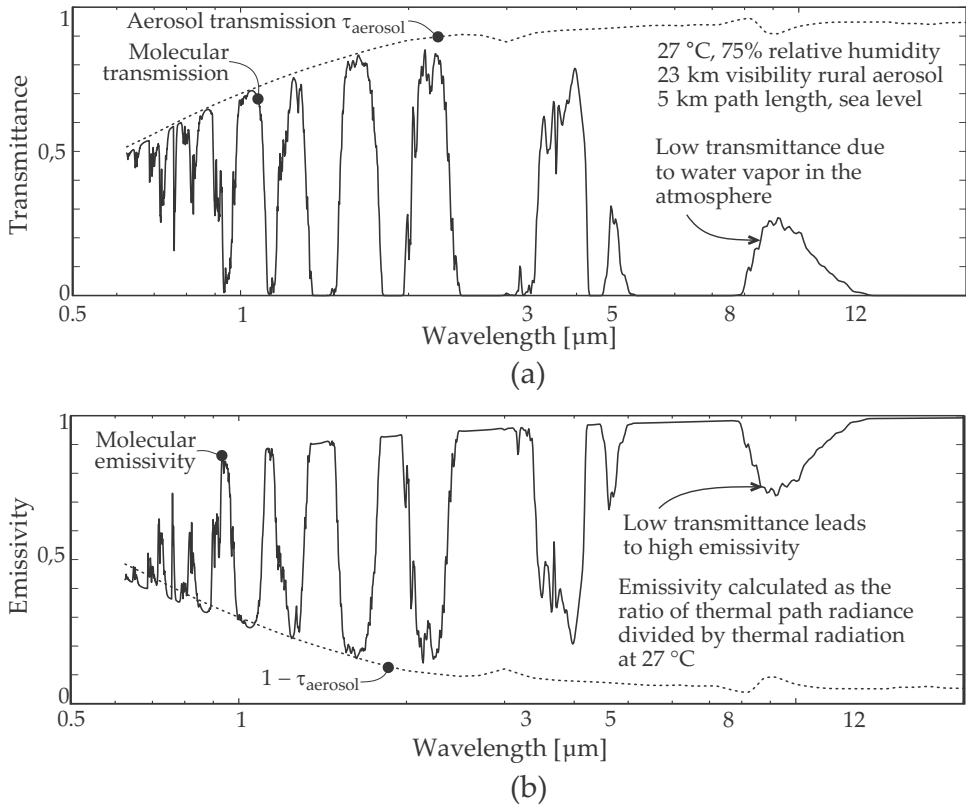 Aerosol transmission τaerosol
Molecular
transmission
27 °C, 75% relative humidity
23 km visibility rural aerosol
5 km path length, sea level
Low transmittance due
to water vapor in the
atmosphere
Transmittance
1
0,5
0
0.5
1
3
5
8
12
Wavelength [µm]
(a)
Molecular
emissivity
Low transmittance leads
to high emissivity
Emissivity calculated as the
ratio of thermal path radiance
divided by thermal radiation
at 27 °C
1 − τaerosol
Emissivity
1
0,5
0
0.5
1
3
5
8
12
Wavelength [µm]
(b)